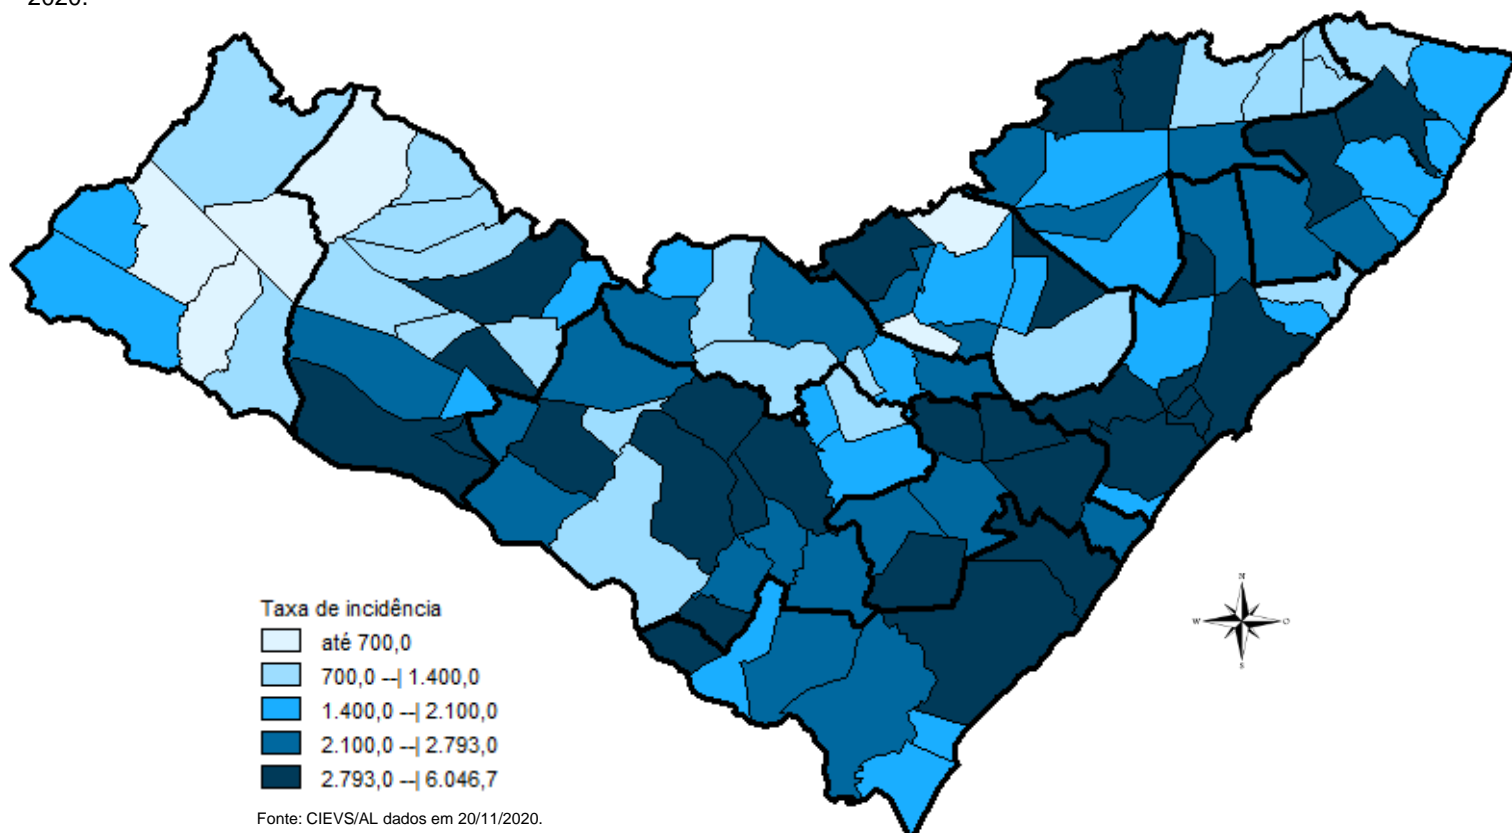 2020.
N
W
O
S
Taxa de incidência
até 700,0
700,0 --| 1.400,0
1.400,0 --| 2.100,0
2.100,0 --| 2.793,0
2.793,0 --| 6.046,7
Fonte: CIEVS/AL dados em 20/11/2020.